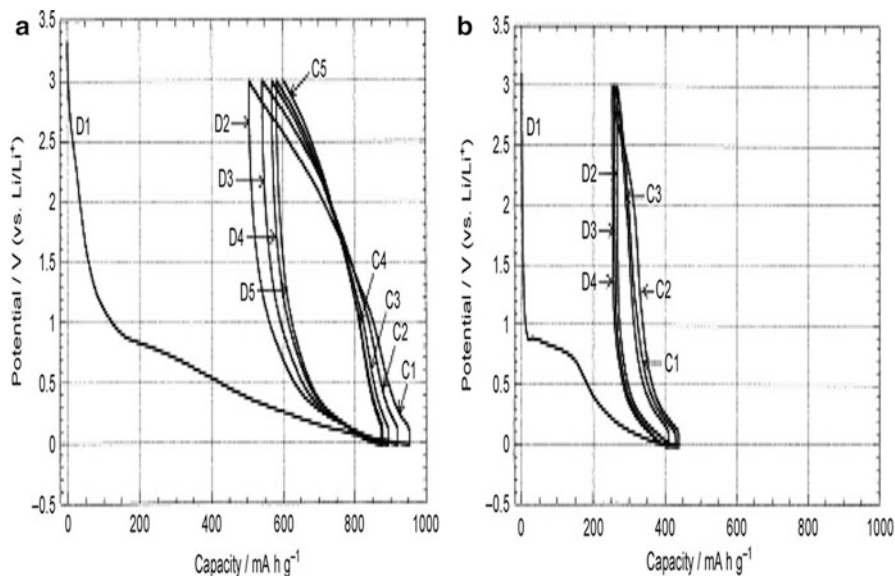 a
3.5
3
2.5
2
1.5
1
0.5
0
–0.5
Potential / V (vs. Li/Li⁺)
D1
D2
D3
D4
D5
C5
C4
C3
C2
C1
0 200 400 600 800 1000
Capacity / mA h g⁻¹
b
3.5
3
2.5
2
1.5
1
0.5
0
–0.5
Potential / V (vs. Li/Li⁺)
D1
D2
D3
D4
C3
C2
C1
0 200 400 600 800 1000
Capacity / mA h g⁻¹